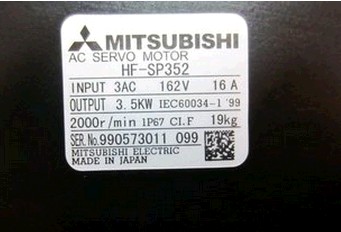 MITSUBISHI
AC SERVO MOTOR
HF-SP352
INPUT 3AC 162V 16A
OUTPUT 3.5KW IEC60034-1 '99
2000r/min IP67 CI.F 19kg
SER.No.990573011 099
MITSUBISHI ELECTRIC
MADE IN JAPAN